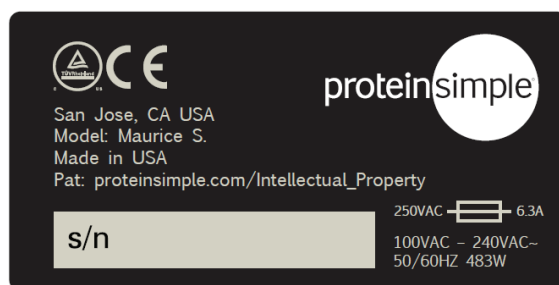 CE
proteinsimple
San Jose, CA USA
Model: Maurice S.
Made in USA
Pat: proteinsimple.com/Intellectual_Property
s/n
250VAC 6.3A
100VAC – 240VAC~
50/60HZ 483W